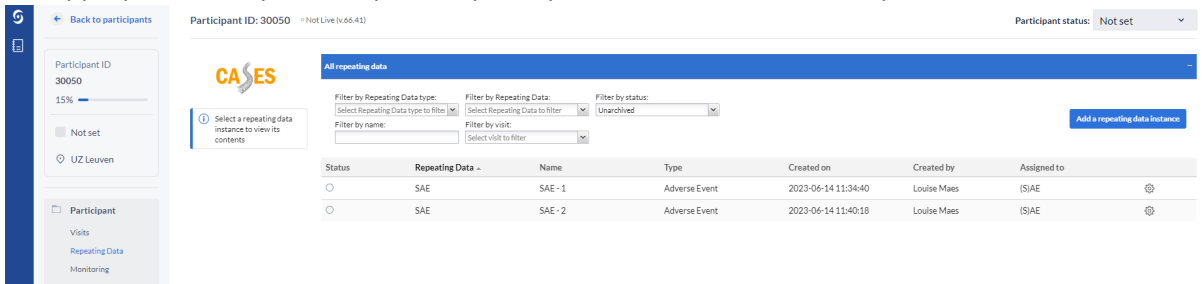 Back to participants
Participant ID: 30050
Not Live (v.66.41)
Participant status: Not set
Participant ID
30050
15%
Not set
UZ Leuven
Participant
Visits
Repeating Data
Monitoring
CASES
Select a repeating data
instance to view its
contents
All repeating data
Filter by Repeating Data type: Filter by Repeating Data: Filter by status:
Select Repeating Data type to filte Select Repeating Data to filter Unarchived
Filter by name: Filter by visit:
Select visit to filter
Add a repeating data instance
Status Repeating Data Name Type Created on Created by Assigned to
SAE SAE - 1 Adverse Event 2023-06-14 11:34:40 Louise Maes (S)AE
SAE SAE - 2 Adverse Event 2023-06-14 11:40:18 Louise Maes (S)AE